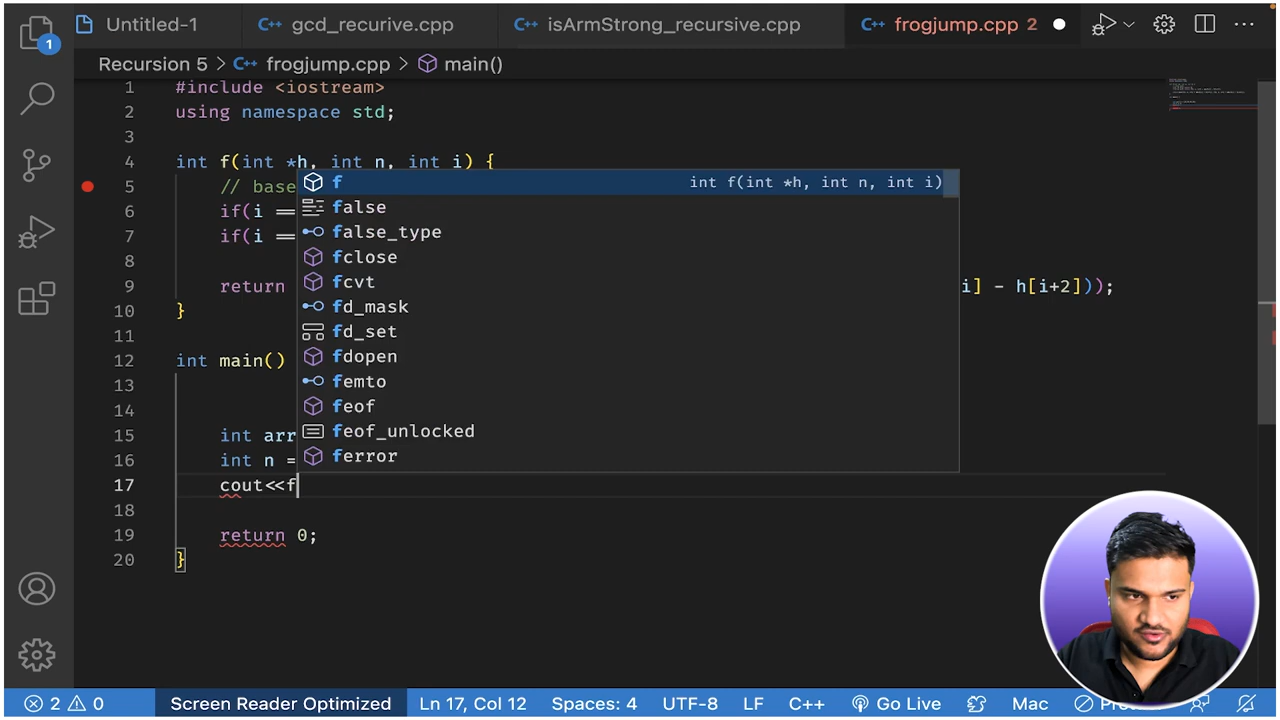 Untitled-1 gcd_recurive.cpp isArmStrong_recursive.cpp frogjump.cpp 2
1
Recursion 5 > frogjump.cpp > main()
1 #include <iostream>
2 using namespace std;
3
4 int f(int *h, int n, int i) {
5 // base
6 if(i ==
7 if(i ==
8
9 return i] - h[i+2]));
10 }
11
12 int main()
13
14
15 int arr
16 int n =
17 cout<<f
18
19 return 0;
20 }
f int f(int *h, int n, int i)
false
false_type
fclose
fcvt
fd_mask
fd_set
fdopen
femto
feof
feof_unlocked
ferror
2 0 Screen Reader Optimized Ln 17, Col 12 Spaces: 4 UTF-8 LF C++ Go Live Mac